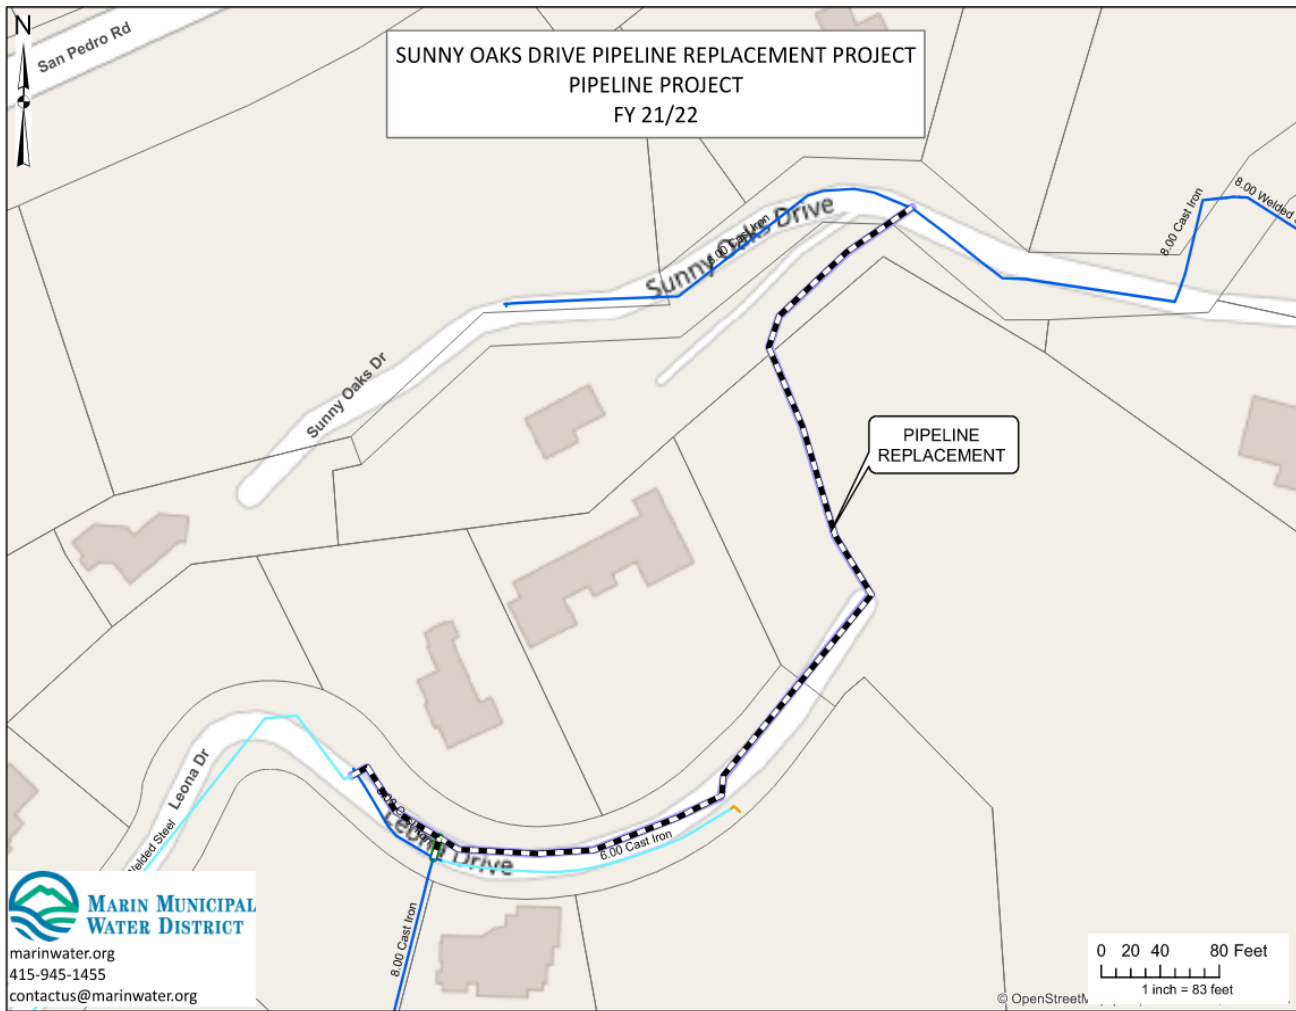 N
San Pedro Rd
SUNNY OAKS DRIVE PIPELINE REPLACEMENT PROJECT
PIPELINE PROJECT
FY 21/22
8.00 Cast Iron
8.00 Welded
Sunny Oaks Drive
8.00 Cast Iron
Sunny Oaks Dr
PIPELINE
REPLACEMENT
Leona Dr
Welded Steel
Leona Drive
6.00 Cast Iron
8.00 Cast Iron
MARIN MUNICIPAL
WATER DISTRICT
marinwater.org
415-945-1455
contactus@marinwater.org
0 20 40 80 Feet
1 inch = 83 feet
© OpenStreetM